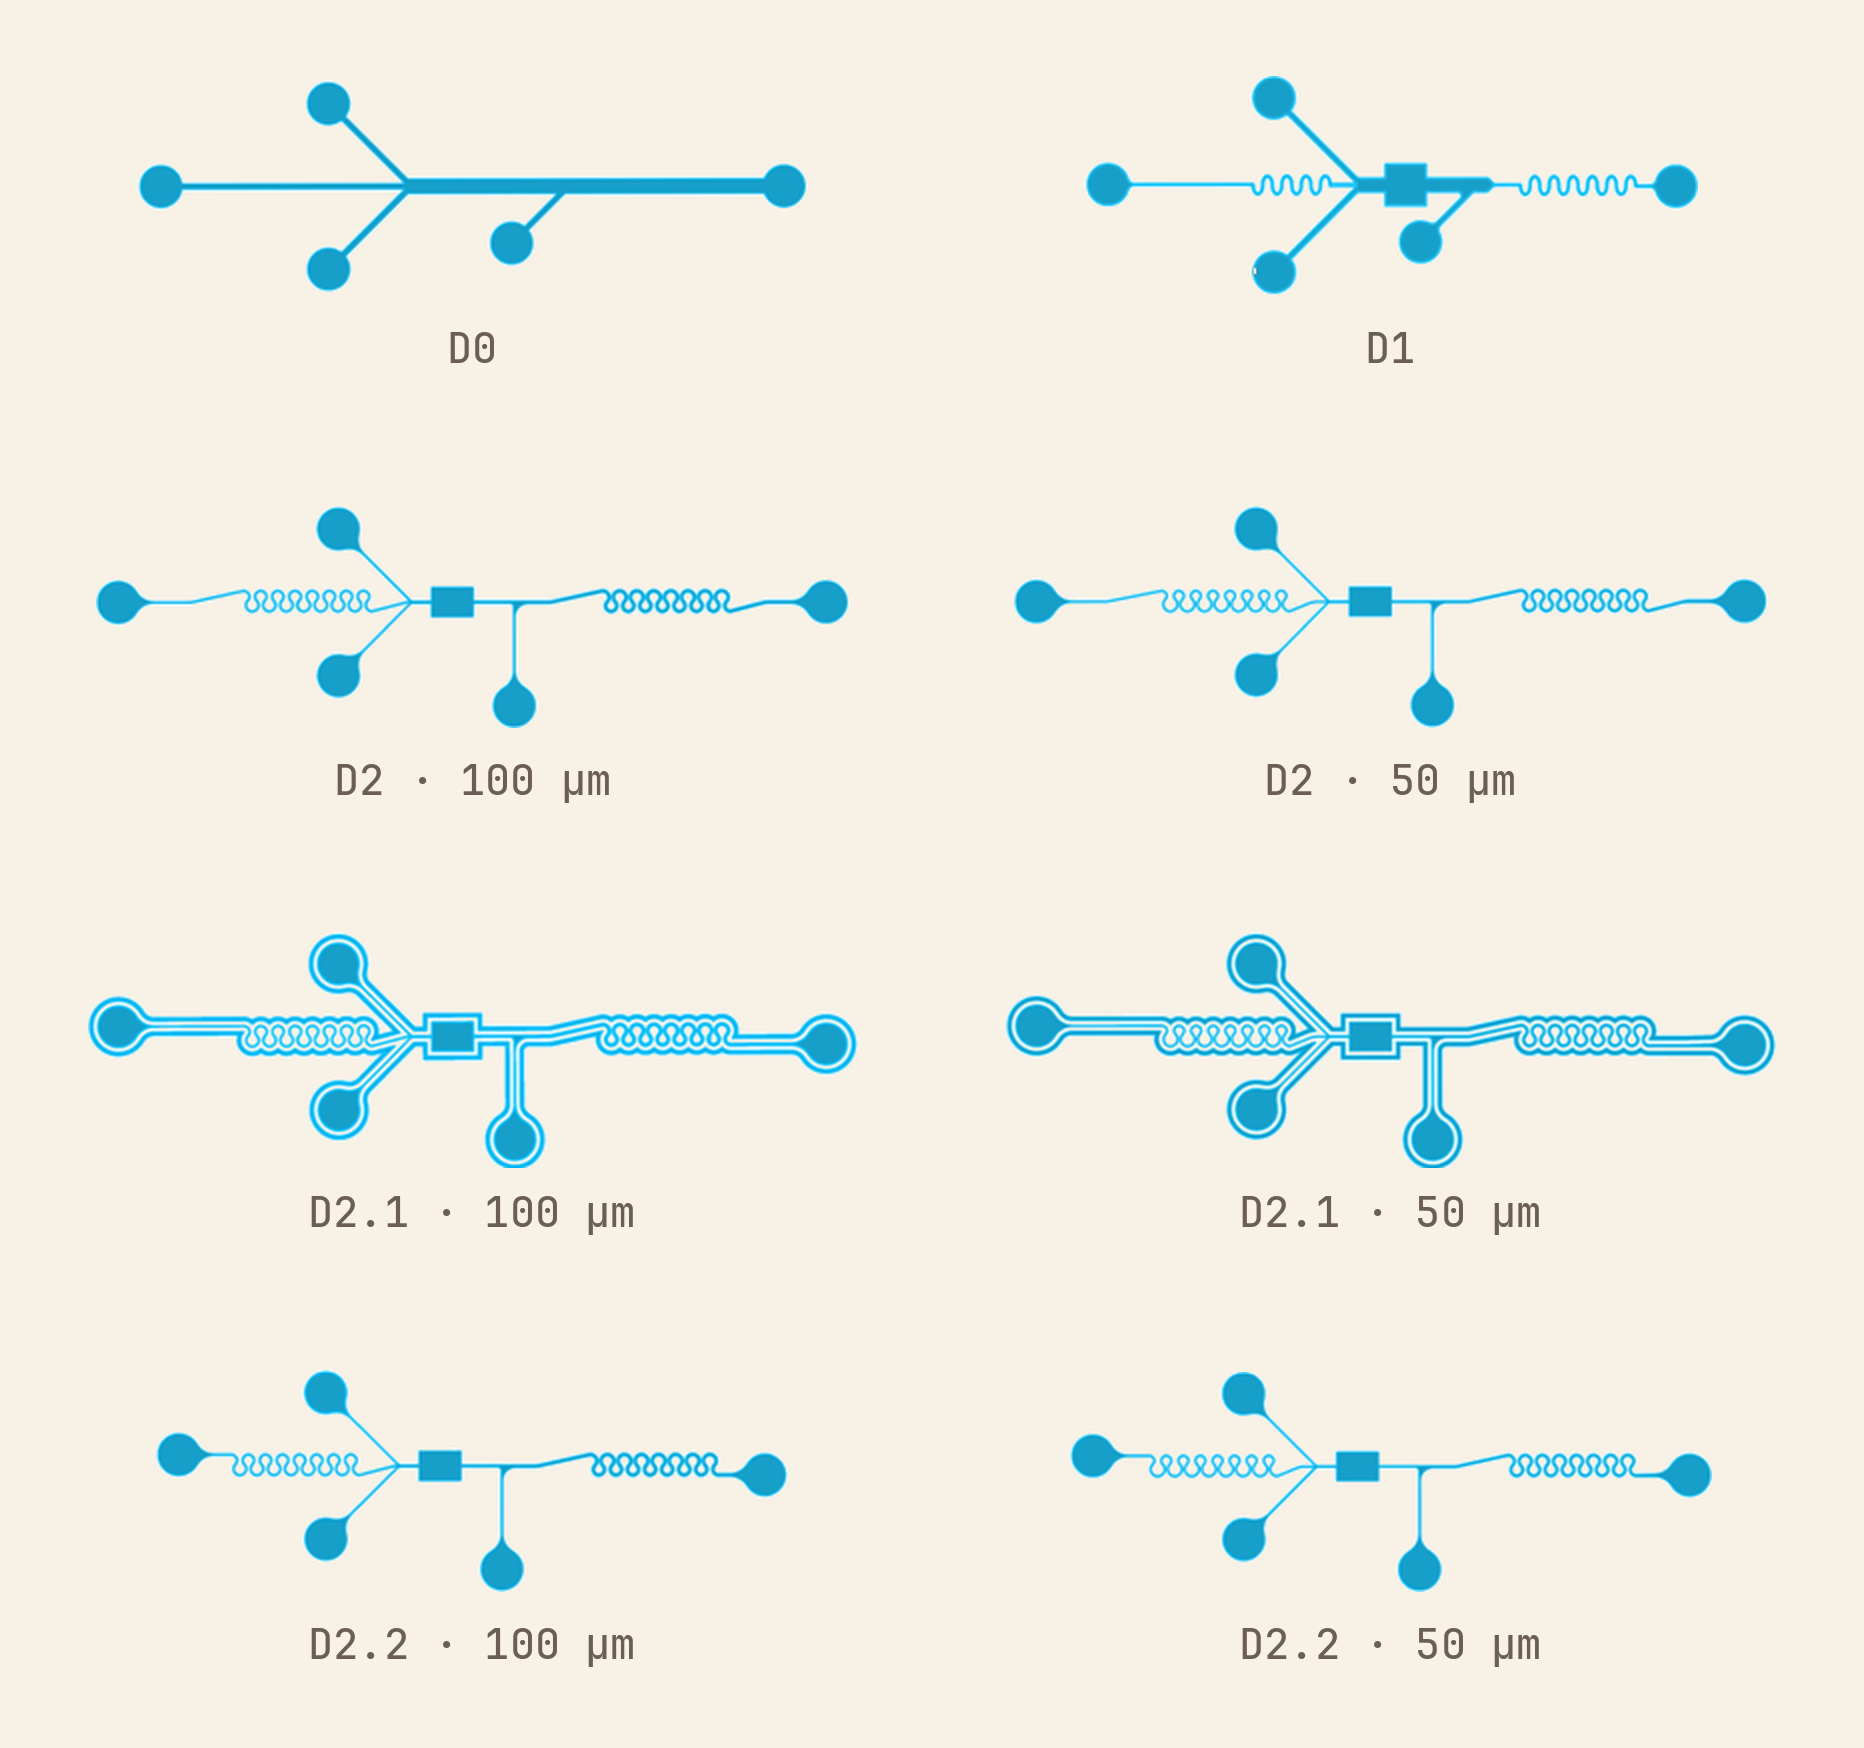 D0
D1
D2 · 100 µm
D2 · 50 µm
D2.1 · 100 µm
D2.1 · 50 µm
D2.2 · 100 µm
D2.2 · 50 µm